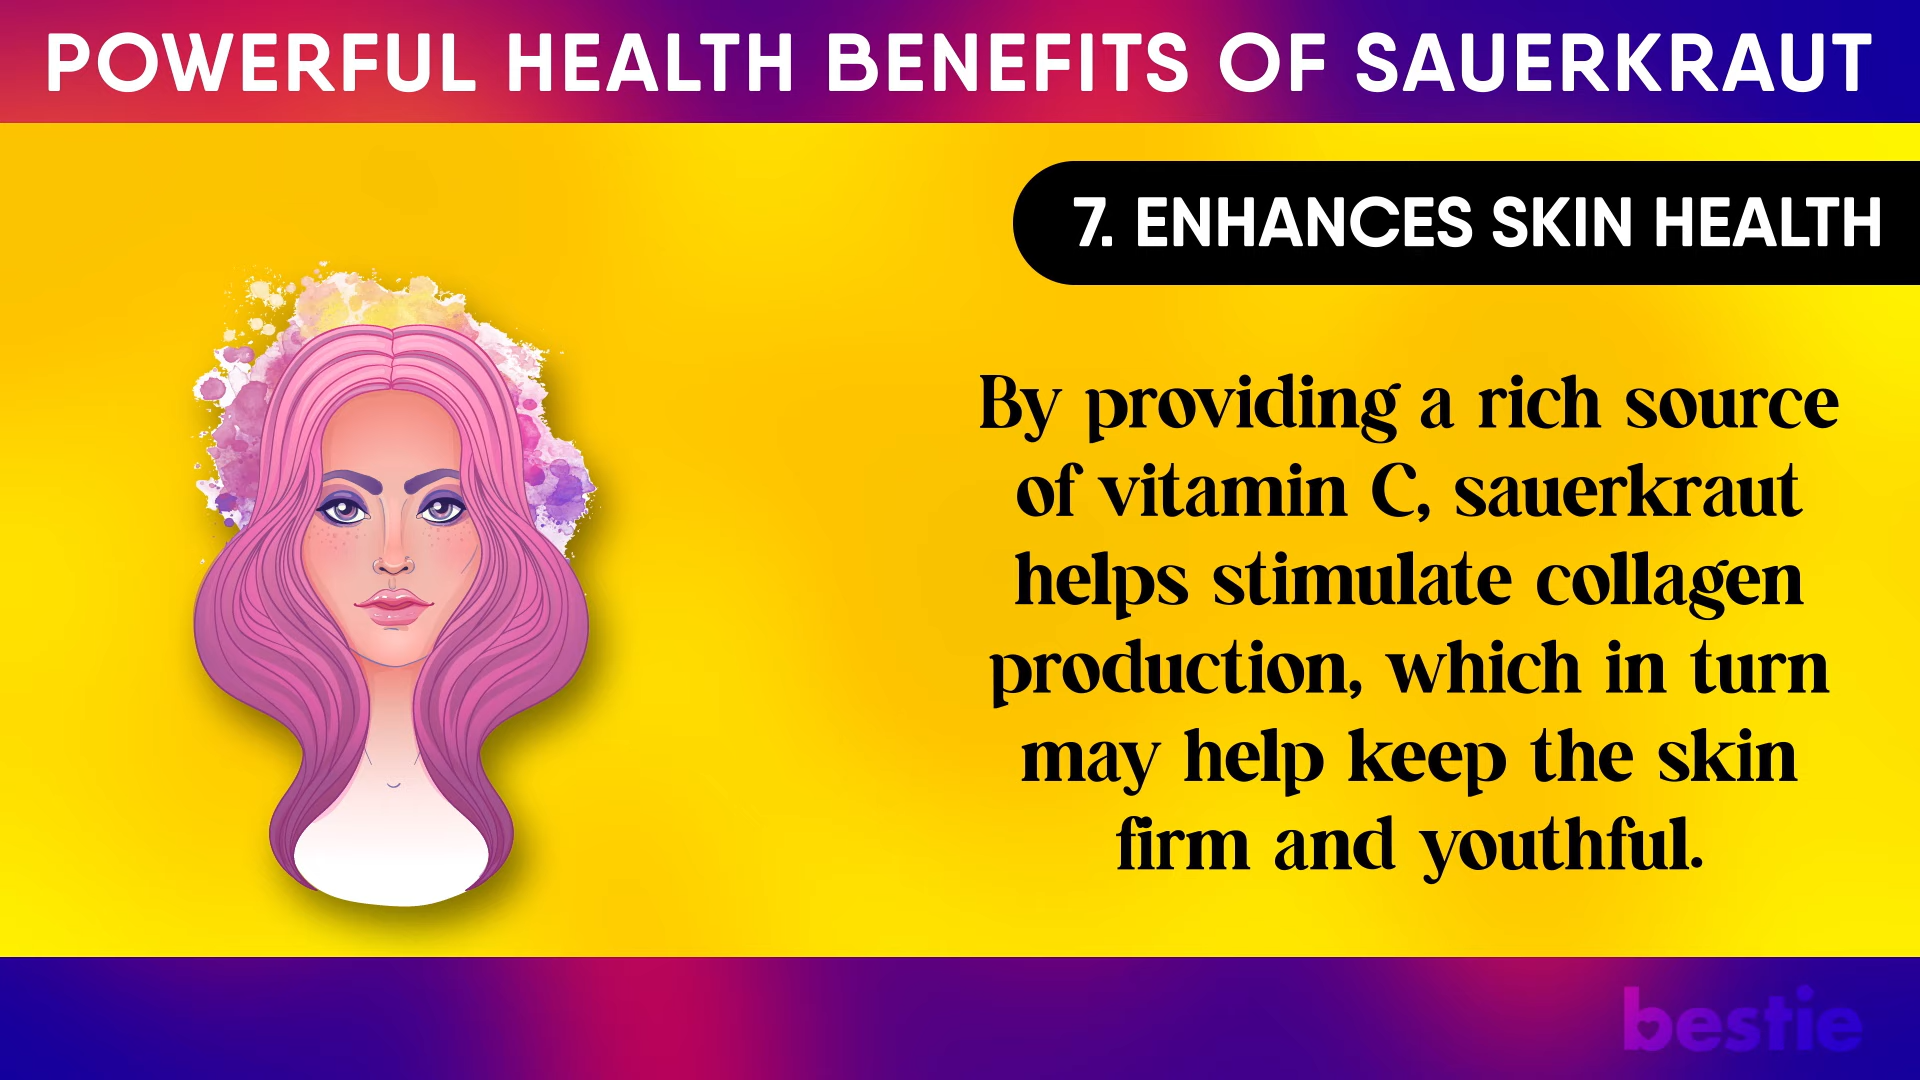 POWERFUL HEALTH BENEFITS OF SAUERKRAUT
7. ENHANCES SKIN HEALTH
By providing a rich source
of vitamin C, sauerkraut
helps stimulate collagen
production, which in turn
may help keep the skin
firm and youthful.
bestie